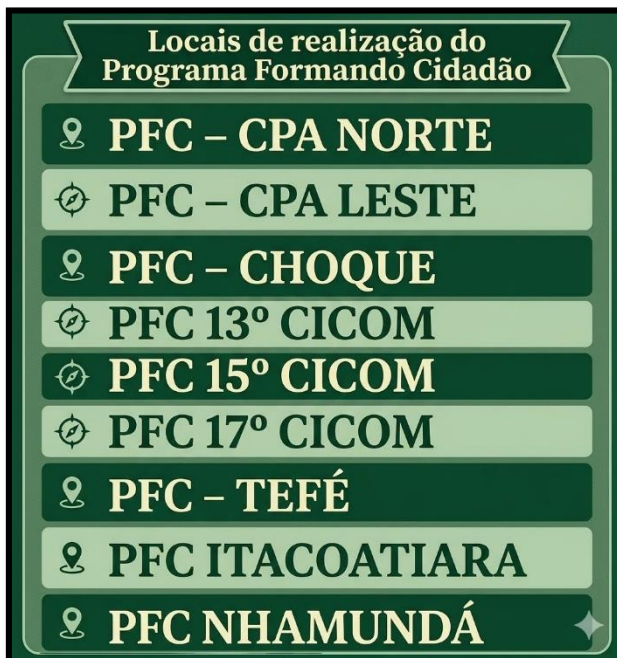 Locais de realização do
Programa Formando Cidadão
PFC – CPA NORTE
PFC – CPA LESTE
PFC – CHOQUE
PFC 13º CICOM
PFC 15º CICOM
PFC 17º CICOM
PFC – TEFÉ
PFC ITACOATIARA
PFC NHAMUNDÁ